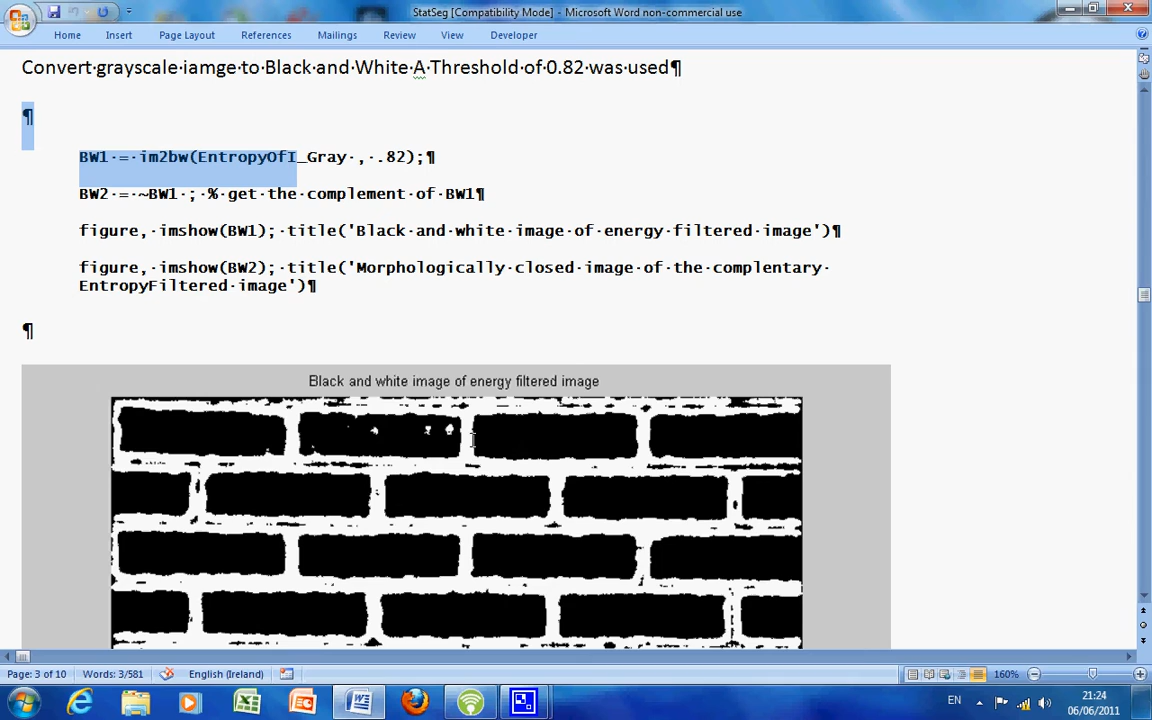 StatSeg [Compatibility Mode] - Microsoft Word non-commercial use
Home Insert Page Layout References Mailings Review View Developer
Convert·grayscale·iamge·to·Black·and·White·A·Threshold·of·0.82·was·used¶
¶
BW1·=·im2bw(EntropyOfI_Gray·,·.82);¶
BW2·=·~BW1·;·%·get·the·complement·of·BW1¶
figure,·imshow(BW1);·title('Black·and·white·image·of·energy·filtered·image')¶
figure,·imshow(BW2);·title('Morphologically·closed·image·of·the·complentary·
EntropyFiltered·image')¶
¶
Black and white image of energy filtered image
Page: 3 of 10 Words: 3/581 English (Ireland) 160%
EN 21:24
06/06/2011